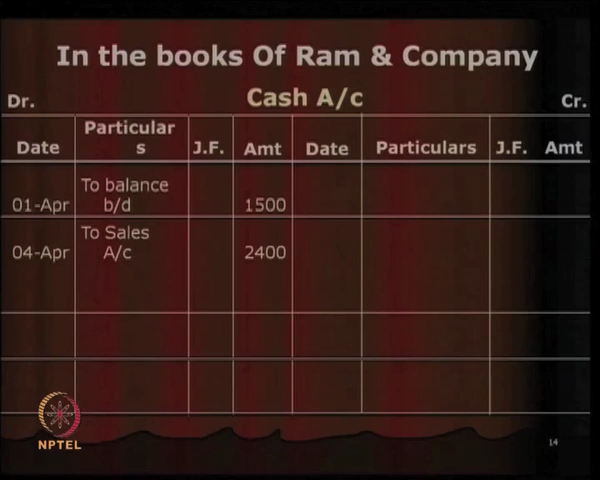 In the books Of Ram & Company
Dr. Cash A/c Cr.
Date Particular
s J.F. Amt Date Particulars J.F. Amt
01-Apr To balance
b/d 1500
04-Apr To Sales
A/c 2400
NPTEL
14